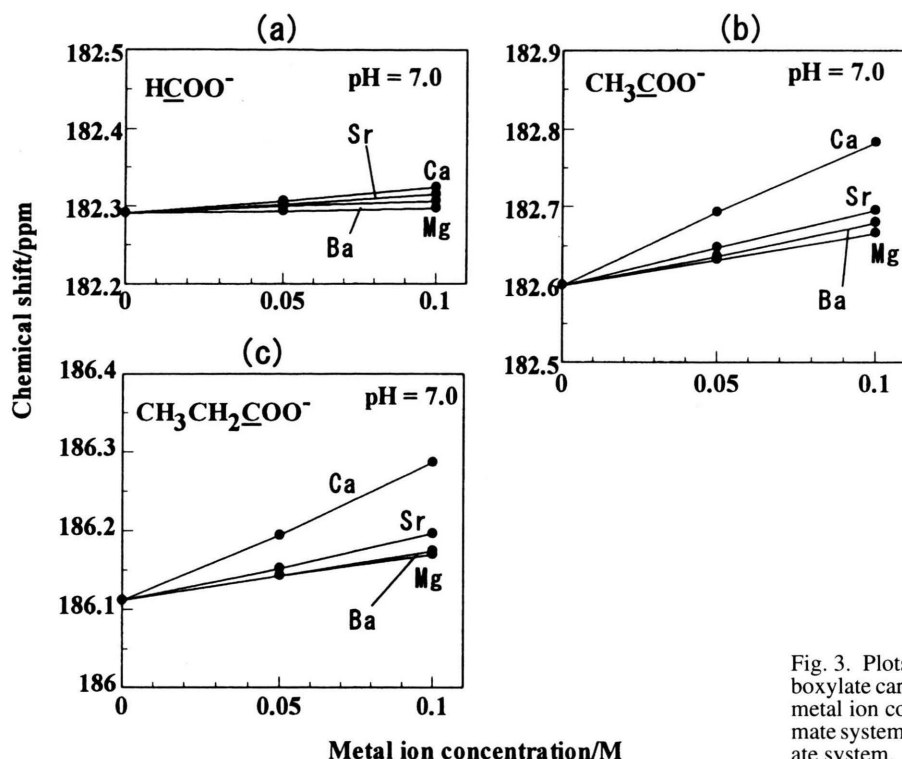 (a)
182:5
182.4
182.3
182.2
HCOO⁻
pH = 7.0
Sr
Ca
Ba
Mg
0
0.05
0.1
(b)
182.9
182.8
182.7
182.6
182.5
CH₃COO⁻
pH = 7.0
Ca
Sr
Mg
Ba
0
0.05
0.1
Chemical shift/ppm
(c)
186.4
186.3
186.2
186.1
186
CH₃CH₂COO⁻
pH = 7.0
Ca
Sr
Mg
Ba
0
0.05
0.1
Metal ion concentration/M
Fig. 3. Plots
boxylate car
metal ion co
mate system
ate system.